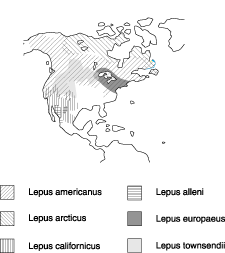 Lepus americanus
Lepus alleni
Lepus arcticus
Lepus europaeus
Lepus californicus
Lepus townsendii